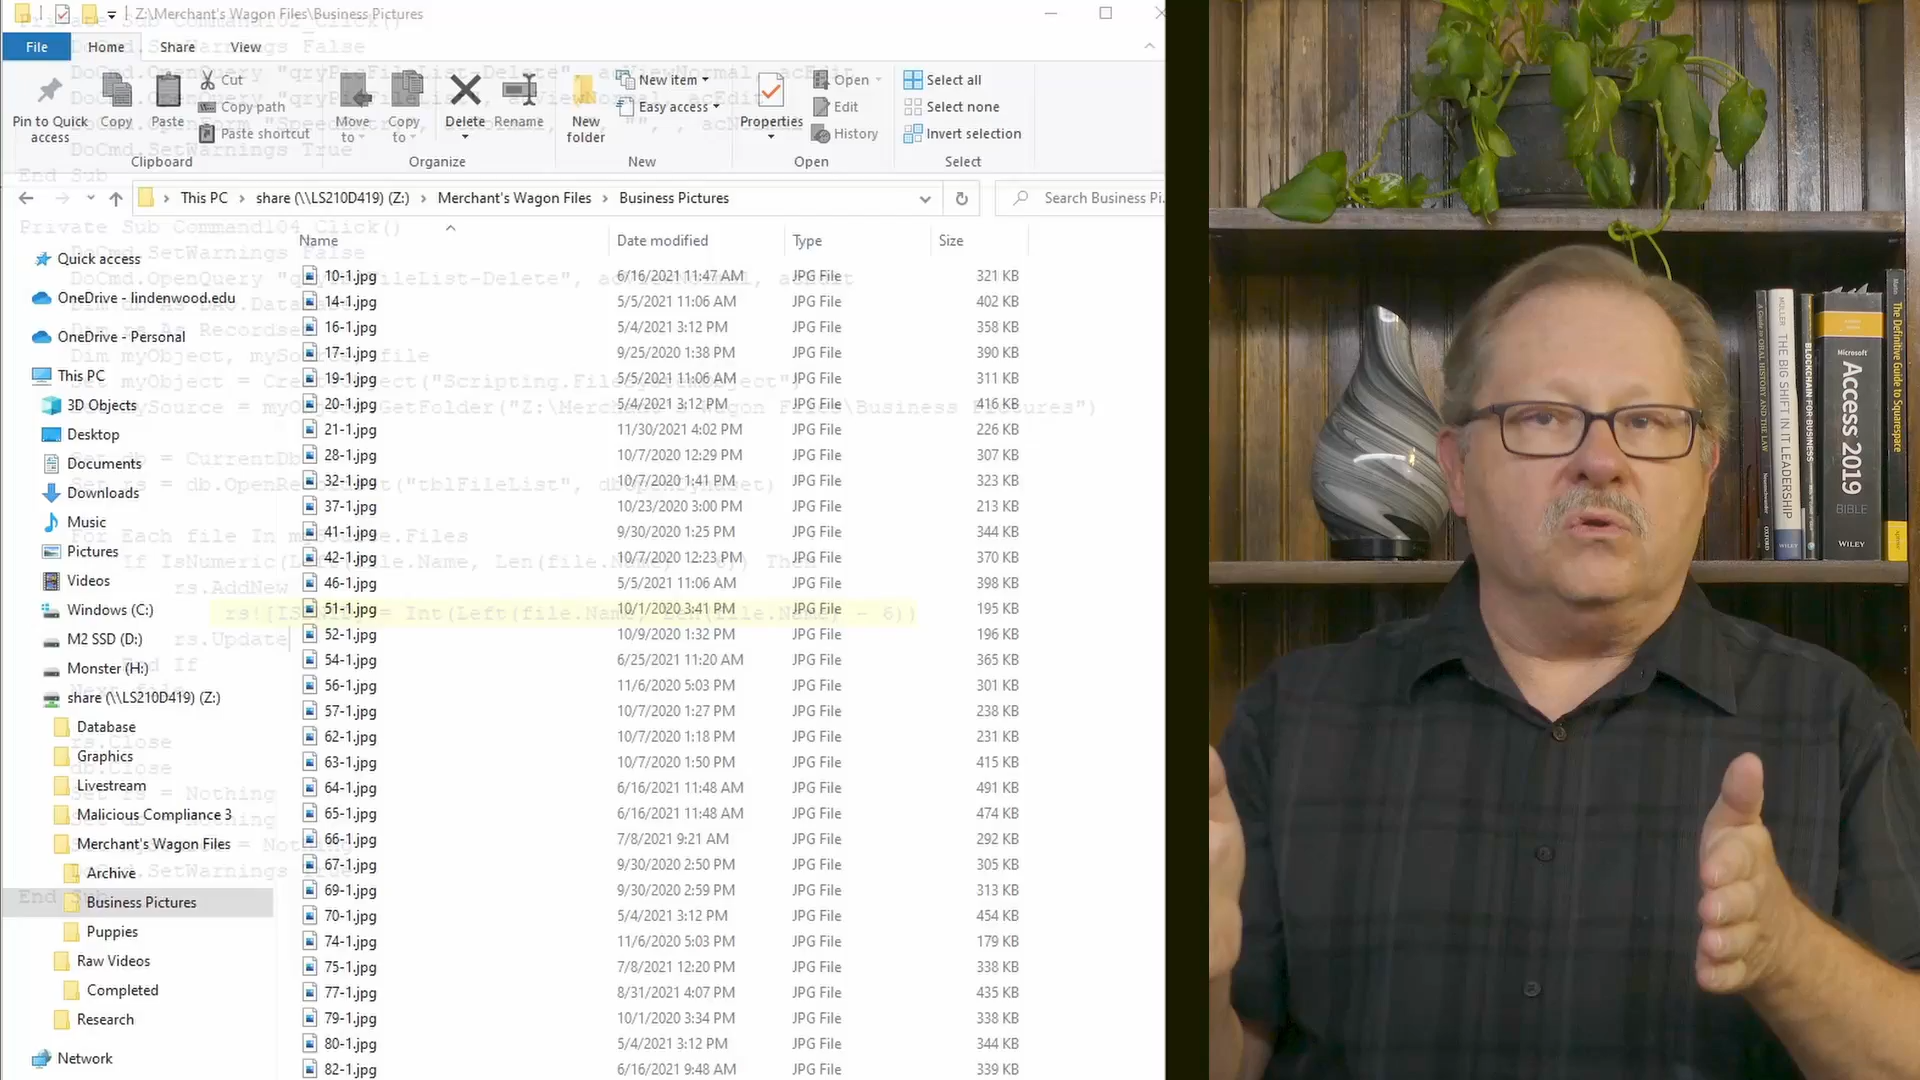 Z:\Merchant's Wagon Files\Business Pictures
File Home Share View
Pin to Quick access
Copy
Paste
Cut
Copy path
Paste shortcut
Clipboard
Move to
Copy to
Delete
Rename
Organize
New folder
New item
Easy access
New
Properties
Open
Edit
History
Open
Select all
Select none
Invert selection
Select
This PC share (\\LS210D419) (Z:) Merchant's Wagon Files Business Pictures
Search Business Pi...
Name Date modified Type Size
Quick access
OneDrive - lindenwood.edu
OneDrive - Personal
This PC
3D Objects
Desktop
Documents
Downloads
Music
Pictures
Videos
Windows (C:)
M2 SSD (D:)
Monster (H:)
share (\\LS210D419) (Z:)
Database
Graphics
Livestream
Malicious Compliance 3
Merchant's Wagon Files
Archive
Business Pictures
Puppies
Raw Videos
Completed
Research
Network
10-1.jpg 6/16/2021 11:47 AM JPG File 321 KB
14-1.jpg 5/5/2021 11:06 AM JPG File 402 KB
16-1.jpg 5/4/2021 3:12 PM JPG File 358 KB
17-1.jpg 9/25/2020 1:38 PM JPG File 390 KB
19-1.jpg 5/5/2021 11:06 AM JPG File 311 KB
20-1.jpg 5/4/2021 3:12 PM JPG File 416 KB
21-1.jpg 11/30/2021 4:02 PM JPG File 226 KB
28-1.jpg 10/7/2020 12:29 PM JPG File 307 KB
32-1.jpg 10/7/2020 1:41 PM JPG File 323 KB
37-1.jpg 10/23/2020 3:00 PM JPG File 213 KB
41-1.jpg 9/30/2020 1:25 PM JPG File 344 KB
42-1.jpg 10/7/2020 12:23 PM JPG File 370 KB
46-1.jpg 5/5/2021 11:06 AM JPG File 398 KB
51-1.jpg 10/1/2020 3:41 PM JPG File 195 KB
52-1.jpg 10/9/2020 1:32 PM JPG File 196 KB
54-1.jpg 6/25/2021 11:20 AM JPG File 365 KB
56-1.jpg 11/6/2020 5:03 PM JPG File 301 KB
57-1.jpg 10/7/2020 1:27 PM JPG File 238 KB
62-1.jpg 10/7/2020 1:18 PM JPG File 231 KB
63-1.jpg 10/7/2020 1:50 PM JPG File 415 KB
64-1.jpg 6/16/2021 11:48 AM JPG File 491 KB
65-1.jpg 6/16/2021 11:48 AM JPG File 474 KB
66-1.jpg 7/8/2021 9:21 AM JPG File 292 KB
67-1.jpg 9/30/2020 2:50 PM JPG File 305 KB
69-1.jpg 9/30/2020 2:59 PM JPG File 313 KB
70-1.jpg 5/4/2021 3:12 PM JPG File 454 KB
74-1.jpg 11/6/2020 5:03 PM JPG File 179 KB
75-1.jpg 7/8/2021 12:20 PM JPG File 338 KB
77-1.jpg 8/31/2021 4:07 PM JPG File 435 KB
79-1.jpg 10/1/2020 3:34 PM JPG File 338 KB
80-1.jpg 5/4/2021 3:12 PM JPG File 344 KB
82-1.jpg 6/16/2021 9:48 AM JPG File 339 KB
MULLER THE BIG SHIFT IN IT LEADERSHIP WILEY
BLOCKCHAIN FOR BUSINESS
Microsoft Access 2019 BIBLE WILEY
The Definitive Guide to Squarespace